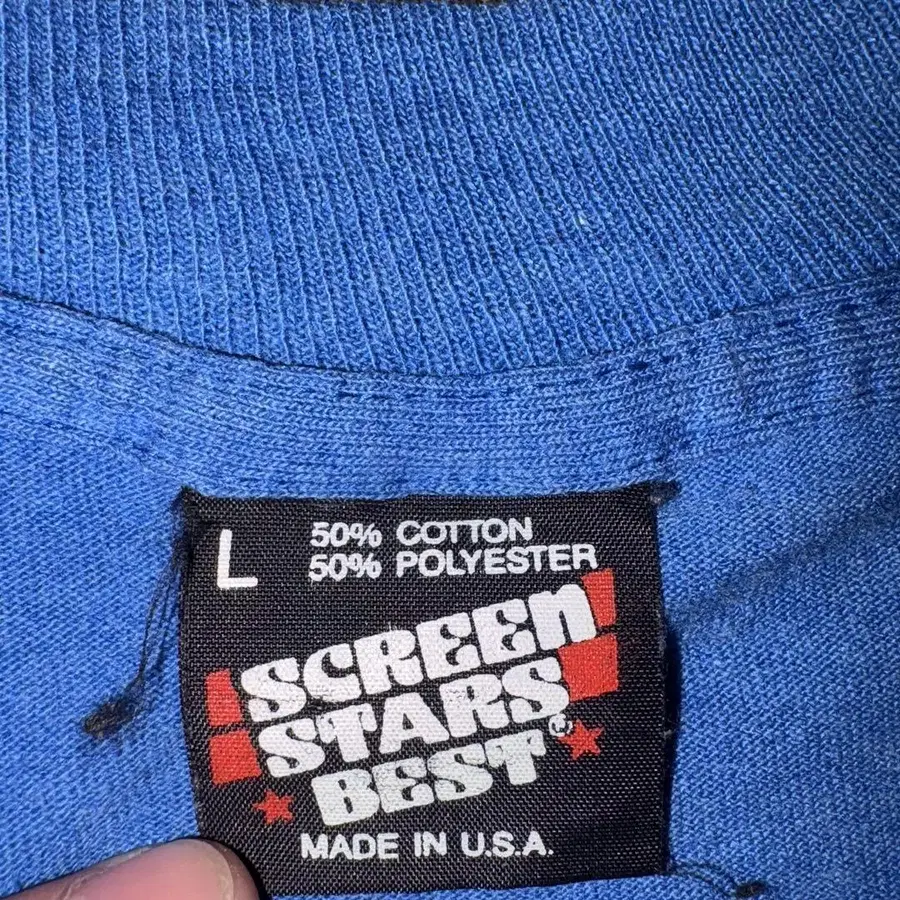 L
50% COTTON
50% POLYESTER
SCREEN
STARS
BEST®
MADE IN U.S.A.